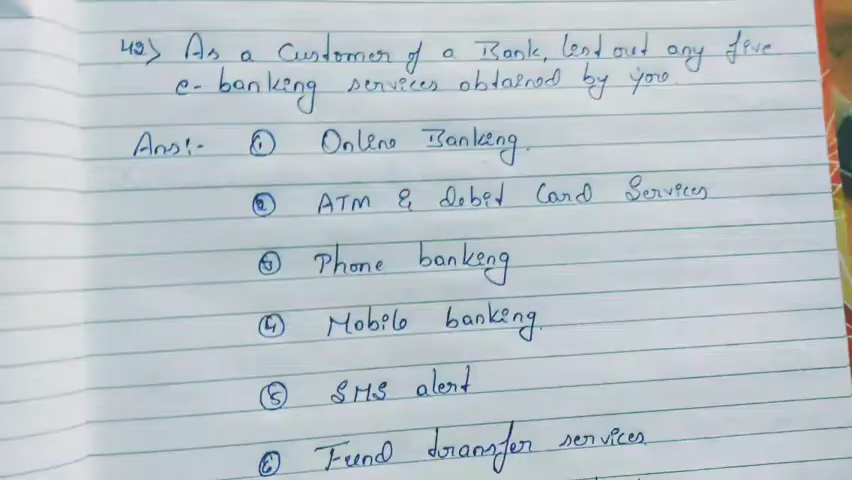 42) As a Customer of a Bank, list out any five
e-banking services obtained by you.
Ans:- ① Online Banking.
② ATM & debit Card Services
③ Phone banking
④ Mobile banking.
⑤ SMS alert
⑥ Fund transfer services.